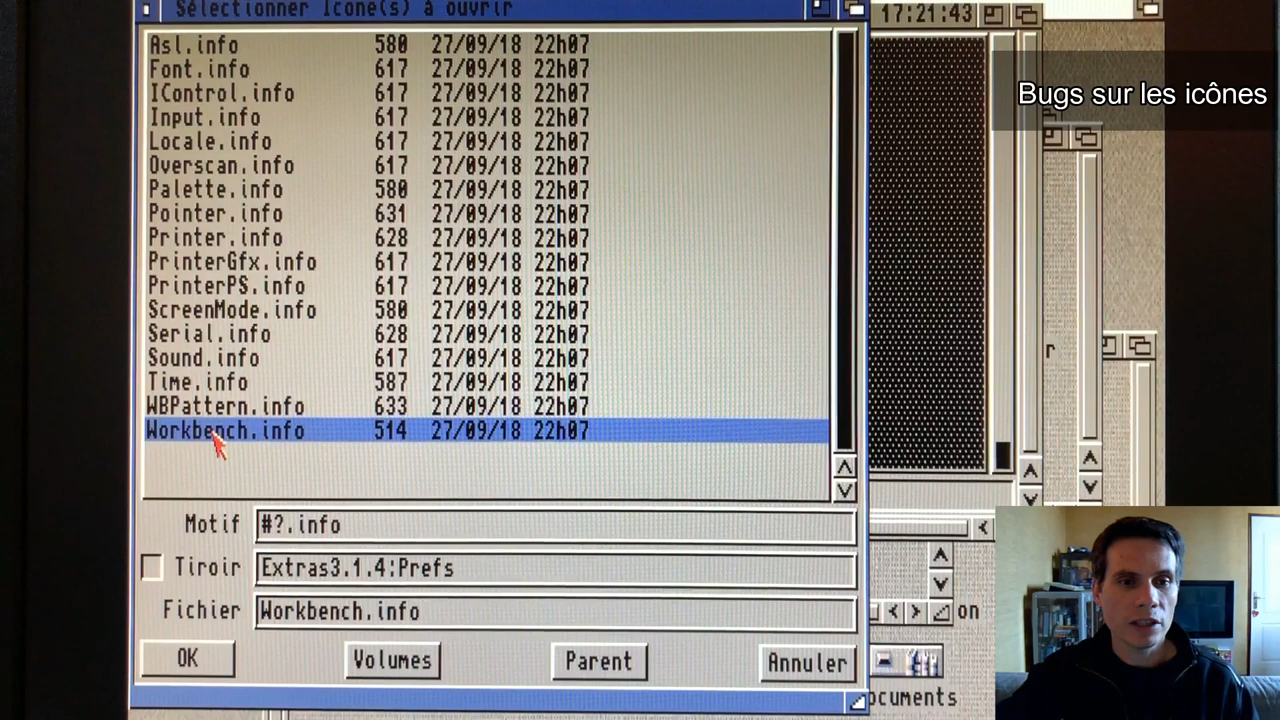 Sélectionner Icône(s) à ouvrir
17:21:43
Asl.info 580 27/09/18 22h07
Font.info 617 27/09/18 22h07
IControl.info 617 27/09/18 22h07
Input.info 617 27/09/18 22h07
Locale.info 617 27/09/18 22h07
Overscan.info 617 27/09/18 22h07
Palette.info 580 27/09/18 22h07
Pointer.info 631 27/09/18 22h07
Printer.info 628 27/09/18 22h07
PrinterGfx.info 617 27/09/18 22h07
PrinterPS.info 617 27/09/18 22h07
ScreenMode.info 580 27/09/18 22h07
Serial.info 628 27/09/18 22h07
Sound.info 617 27/09/18 22h07
Time.info 587 27/09/18 22h07
WBPattern.info 633 27/09/18 22h07
Workbench.info 514 27/09/18 22h07
Bugs sur les icônes
Motif #?.info
Tiroir Extras3.1.4:Prefs
Fichier Workbench.info
OK Volumes Parent Annuler
on
ocuments